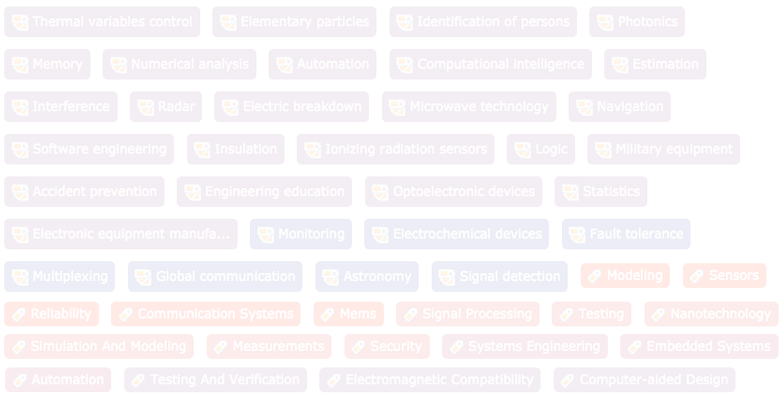 Thermal variables control Elementary particles Identification of persons Photonics
Memory Numerical analysis Automation Computational intelligence Estimation
Interference Radar Electric breakdown Microwave technology Navigation
Software engineering Insulation Ionizing radiation sensors Logic Military equipment
Accident prevention Engineering education Optoelectronic devices Statistics
Electronic equipment manufa... Monitoring Electrochemical devices Fault tolerance
Multiplexing Global communication Astronomy Signal detection Modeling Sensors
Reliability Communication Systems Mems Signal Processing Testing Nanotechnology
Simulation And Modeling Measurements Security Systems Engineering Embedded Systems
Automation Testing And Verification Electromagnetic Compatibility Computer-aided Design